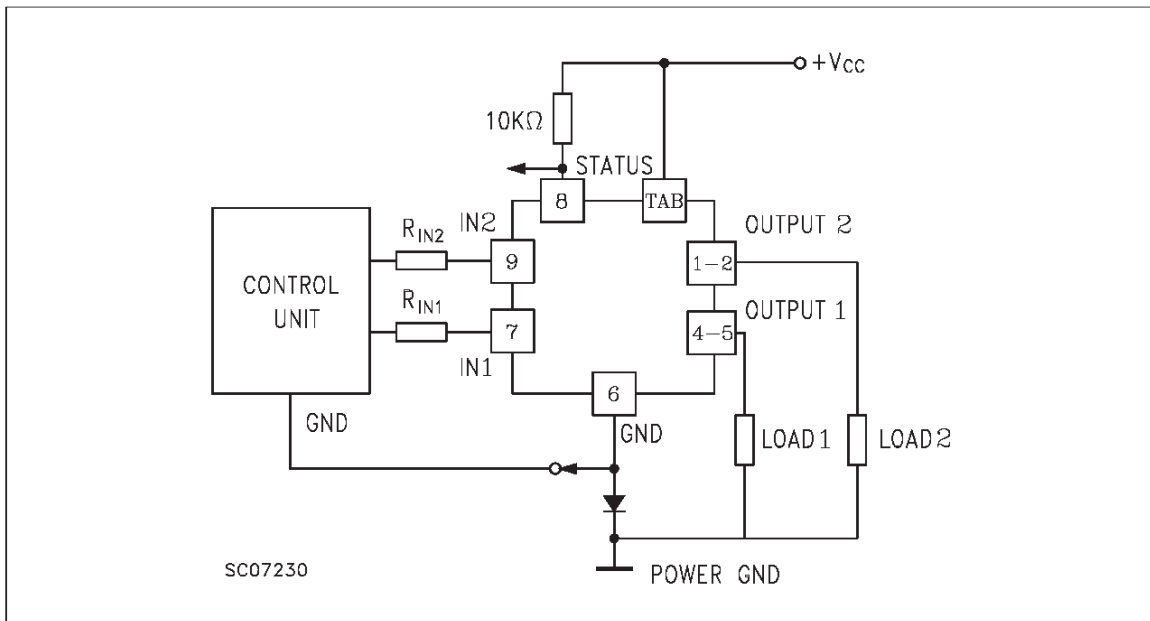 +VCC
10KΩ
STATUS
8
TAB
IN2
RIN2
9
OUTPUT 2
1-2
CONTROL
UNIT
RIN1
7
OUTPUT 1
4-5
IN1
6
GND
GND
LOAD 1
LOAD 2
SC07230
POWER GND